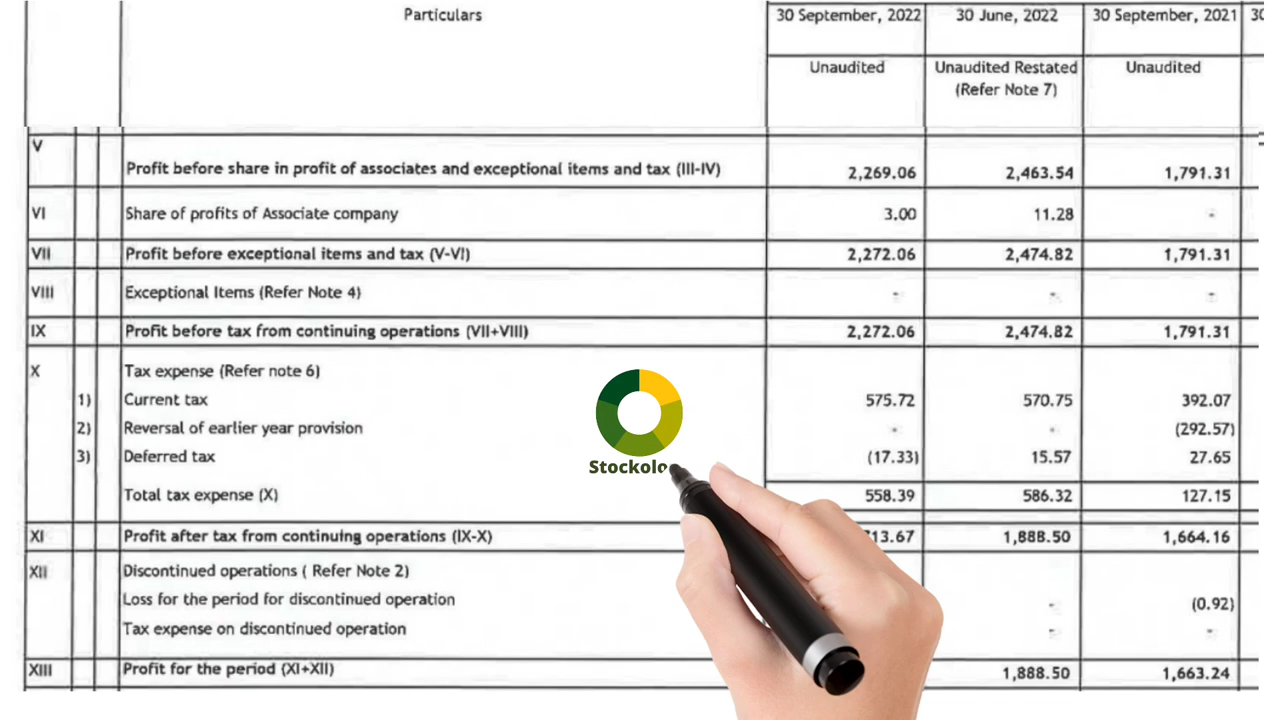 Particulars 30 September, 2022 30 June, 2022 30 September, 2021
Unaudited Unaudited Restated (Refer Note 7) Unaudited
V Profit before share in profit of associates and exceptional items and tax (III-IV) 2,269.06 2,463.54 1,791.31
VI Share of profits of Associate company 3.00 11.28 -
VII Profit before exceptional items and tax (V-VI) 2,272.06 2,474.82 1,791.31
VIII Exceptional Items (Refer Note 4) - - -
IX Profit before tax from continuing operations (VII+VIII) 2,272.06 2,474.82 1,791.31
X Tax expense (Refer note 6)
1) Current tax 575.72 570.75 392.07
2) Reversal of earlier year provision - - (292.57)
3) Deferred tax (17.33) 15.57 27.65
Stockolo
Total tax expense (X) 558.39 586.32 127.15
XI Profit after tax from continuing operations (IX-X) 13.67 1,888.50 1,664.16
XII Discontinued operations ( Refer Note 2)
Loss for the period for discontinued operation - (0.92)
Tax expense on discontinued operation - -
XIII Profit for the period (XI+XII) 1,888.50 1,663.24